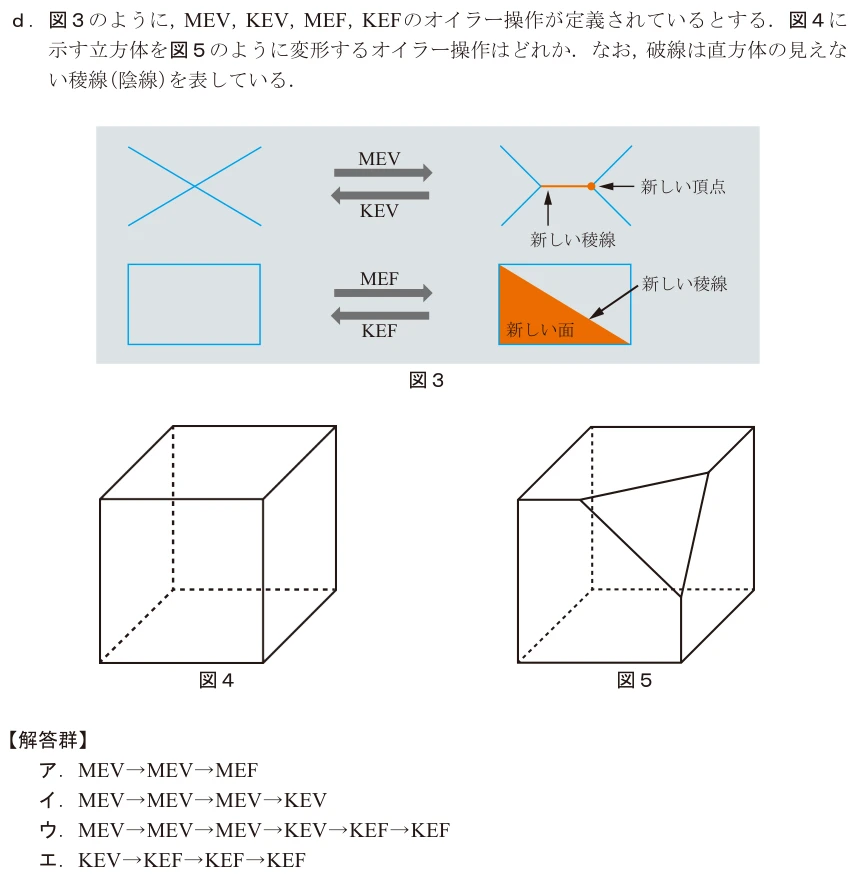 d．図３のように, MEV, KEV, MEF, KEFのオイラー操作が定義されているとする．図４に
示す立方体を図５のように変形するオイラー操作はどれか．なお, 破線は直方体の見えな
い稜線(陰線)を表している．
MEV
KEV
新しい頂点
新しい稜線
MEF
KEF
新しい稜線
新しい面
図３
図４
図５
【解答群】
ア．MEV→MEV→MEF
イ．MEV→MEV→MEV→KEV
ウ．MEV→MEV→MEV→KEV→KEF→KEF
エ．KEV→KEF→KEF→KEF